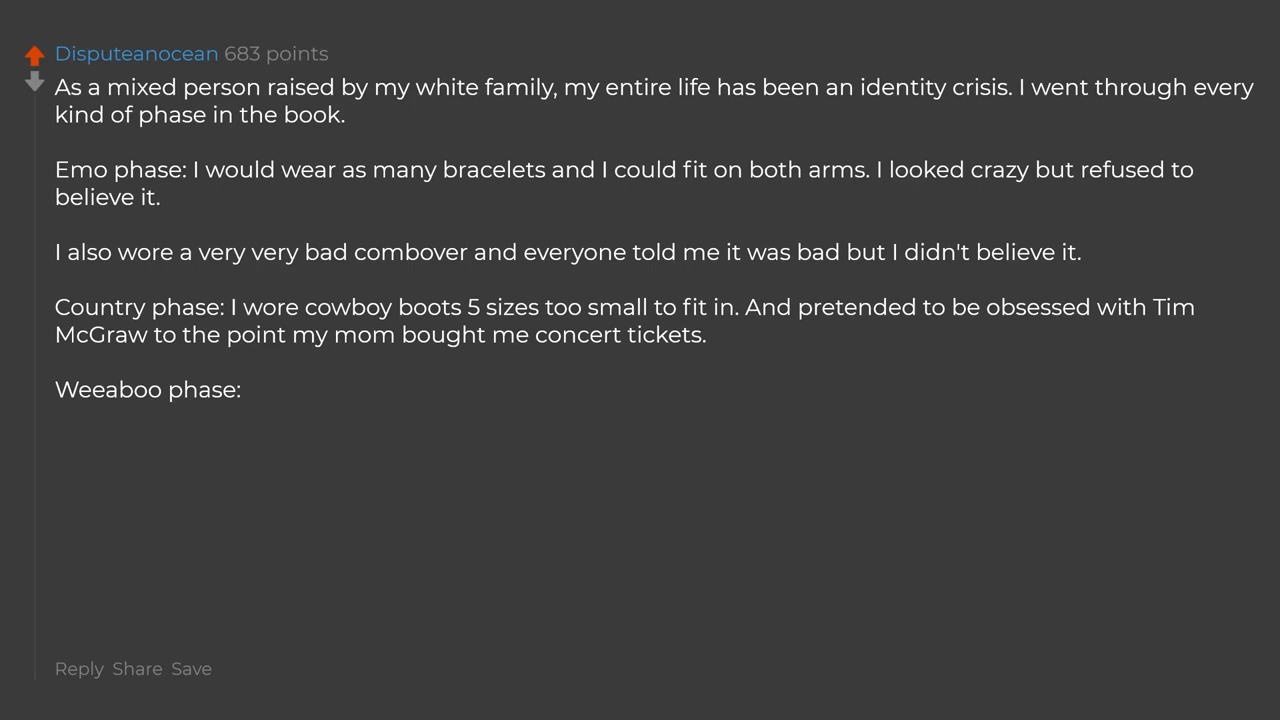 Disputeanocean 683 points
As a mixed person raised by my white family, my entire life has been an identity crisis. I went through every
kind of phase in the book.
Emo phase: I would wear as many bracelets and I could fit on both arms. I looked crazy but refused to
believe it.
I also wore a very very bad combover and everyone told me it was bad but I didn't believe it.
Country phase: I wore cowboy boots 5 sizes too small to fit in. And pretended to be obsessed with Tim
McGraw to the point my mom bought me concert tickets.
Weeaboo phase:
Reply Share Save